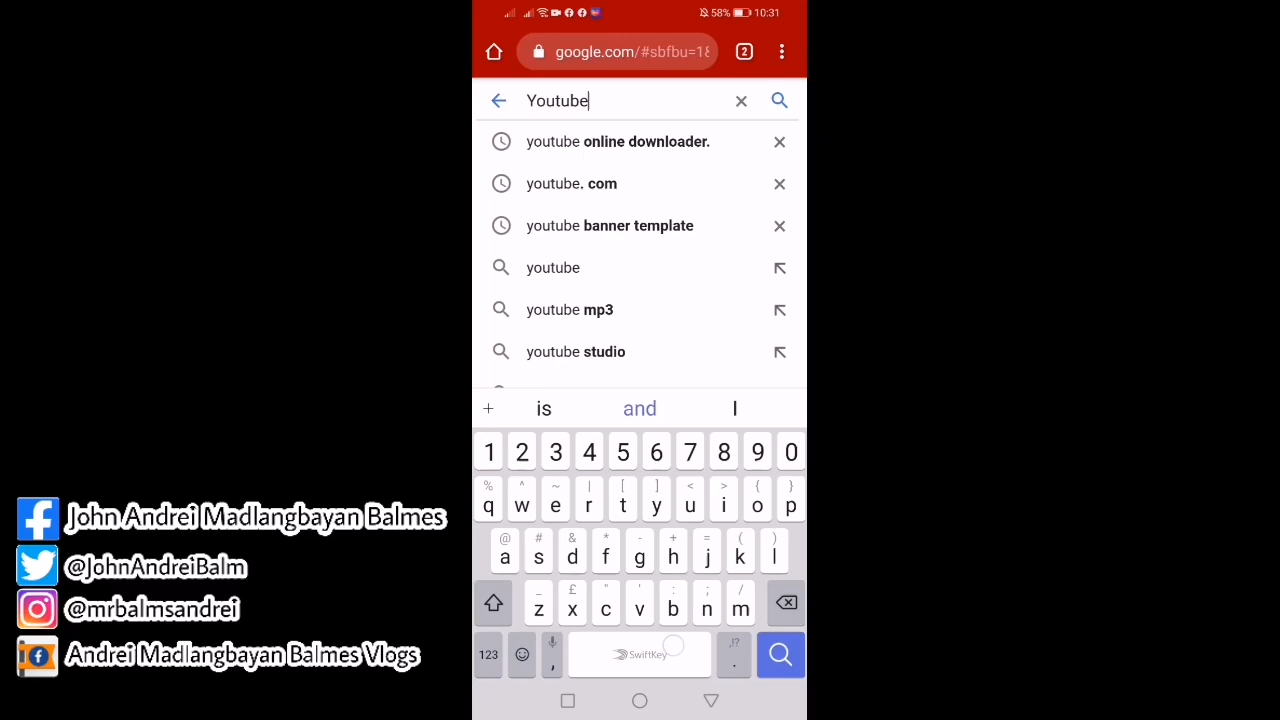 58% 10:31
google.com/#sbfbu=1&
2
Youtube
youtube online downloader.
youtube. com
youtube banner template
youtube
youtube mp3
youtube studio
+ is and I
1 2 3 4 5 6 7 8 9 0
% ^ ~ | [ ] < > { }
q w e r t y u i o p
@ # & * - + = ( )
a s d f g h j k l
_ £ " ' : ; /
z x c v b n m
123 , SwiftKey ,!? .
John Andrei Madlangbayan Balmes
@JohnAndreiBalm
@mrbalmsandrei
Andrei Madlangbayan Balmes Vlogs